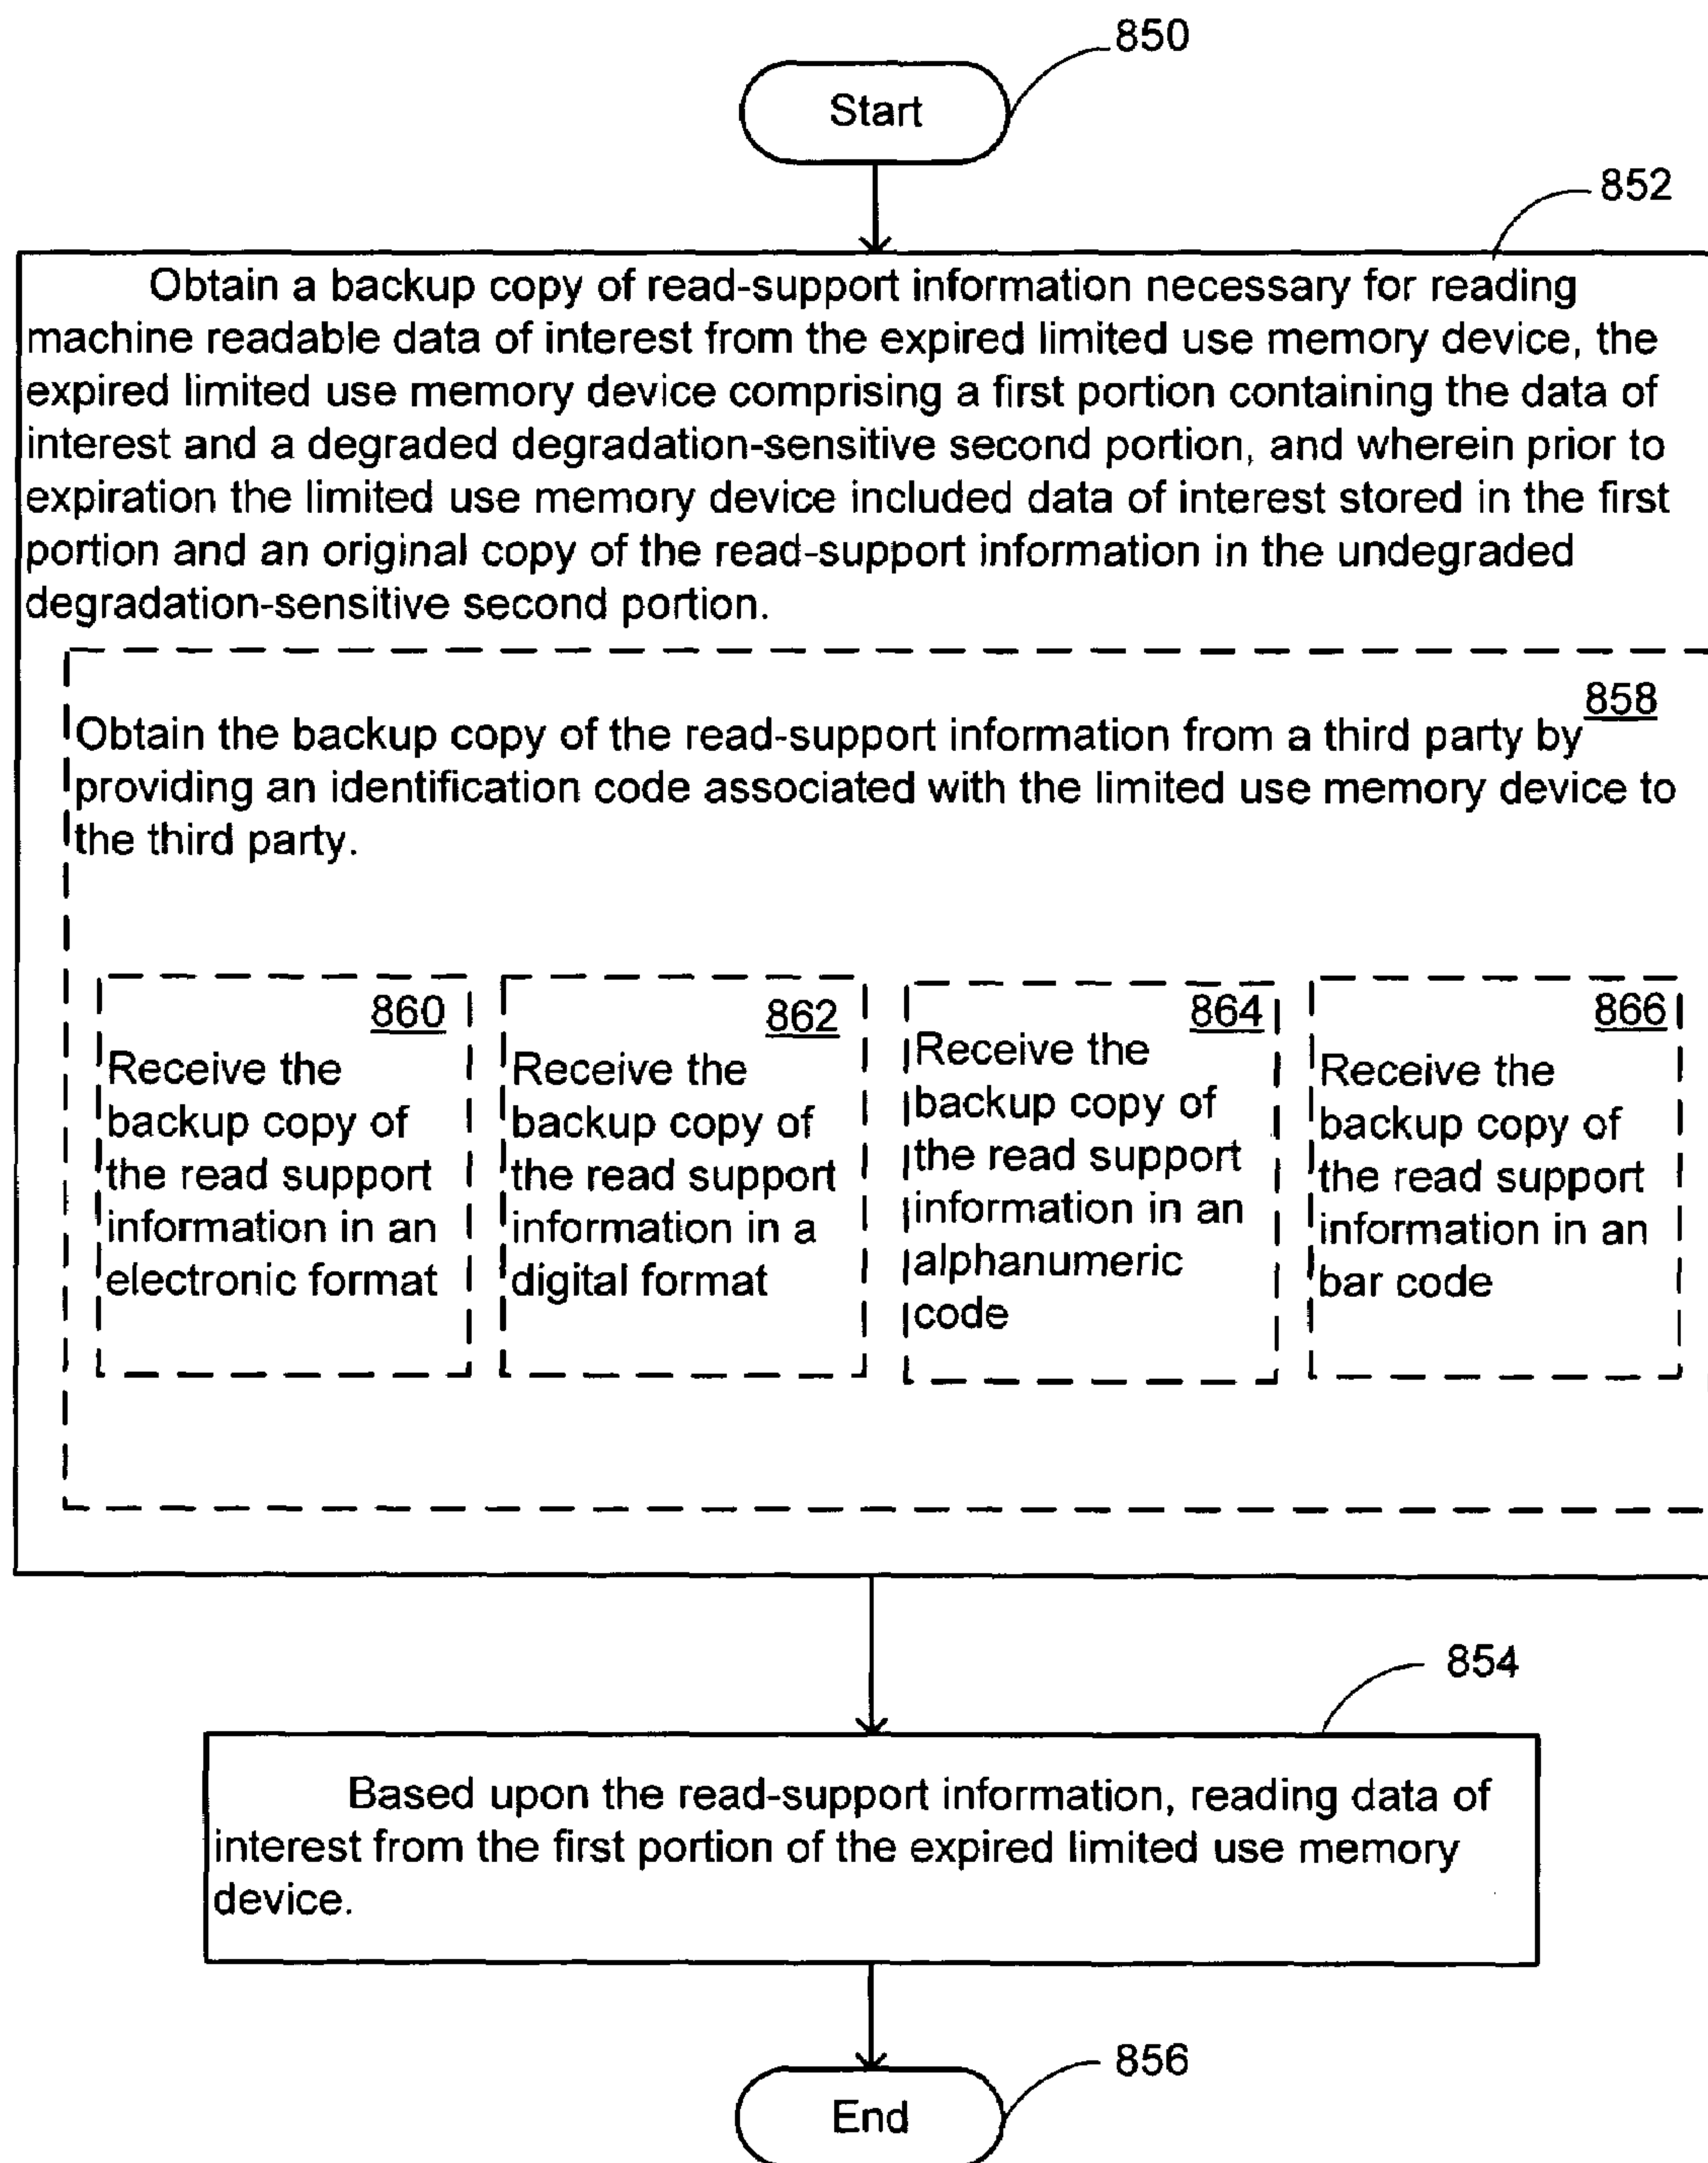 850
Start
852
Obtain a backup copy of read-support information necessary for reading
machine readable data of interest from the expired limited use memory device, the
expired limited use memory device comprising a first portion containing the data of
interest and a degraded degradation-sensitive second portion, and wherein prior to
expiration the limited use memory device included data of interest stored in the first
portion and an original copy of the read-support information in the undegraded
degradation-sensitive second portion.
858
Obtain the backup copy of the read-support information from a third party by
providing an identification code associated with the limited use memory device to
the third party.
860
Receive the
backup copy of
the read support
information in an
electronic format
862
Receive the
backup copy of
the read support
information in a
digital format
864
Receive the
backup copy of
the read support
information in an
alphanumeric
code
866
Receive the
backup copy of
the read support
information in an
bar code
854
Based upon the read-support information, reading data of
interest from the first portion of the expired limited use memory
device.
856
End